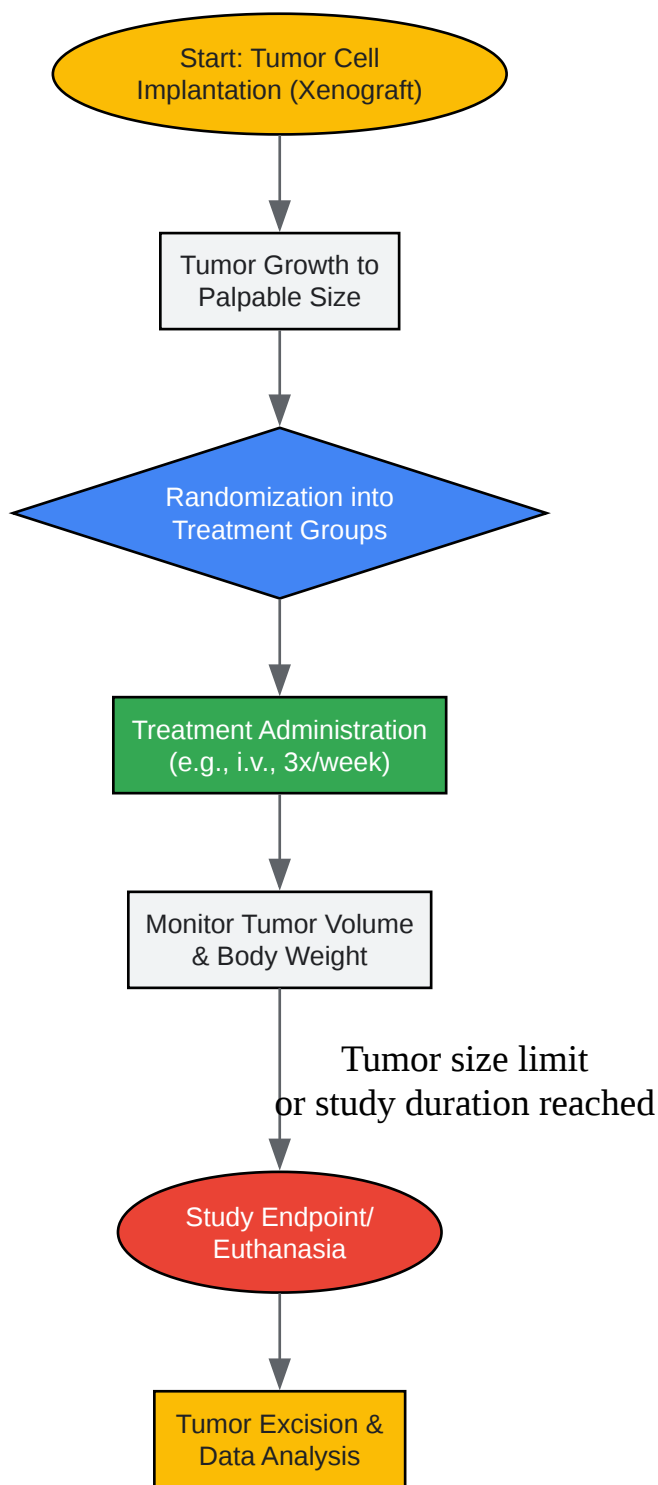 Start: Tumor Cell
Implantation (Xenograft)
Tumor Growth to
Palpable Size
Randomization into
Treatment Groups
Treatment Administration
(e.g., i.v., 3x/week)
Monitor Tumor Volume
& Body Weight
Tumor size limit
or study duration reached
Study Endpoint/
Euthanasia
Tumor Excision &
Data Analysis